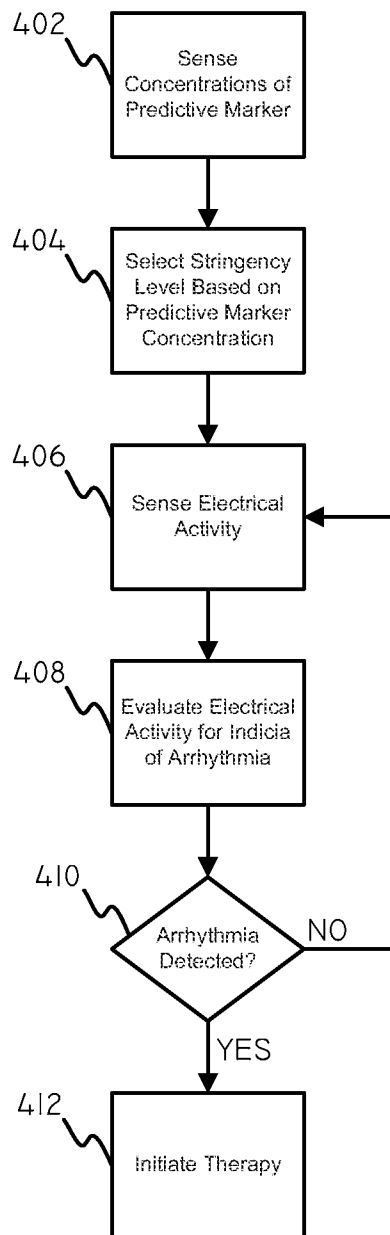 402
Sense
Concentrations of
Predictive Marker
404
Select Stringency
Level Based on
Predictive Marker
Concentration
406
Sense Electrical
Activity
408
Evaluate Electrical
Activity for Indicia
of Arrhythmia
410
Arrhythmia
Detected?
NO
YES
412
Initiate Therapy